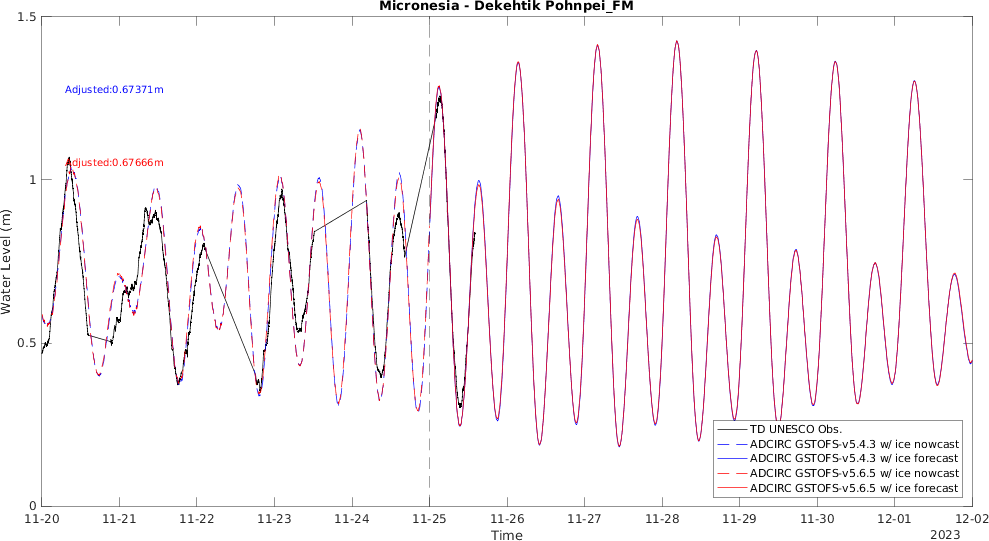 Micronesia - Dekehtik Pohnpei_FM
Water Level (m)
1.5
1
0.5
0
Adjusted:0.67371m
Adjusted:0.67666m
TD UNESCO Obs.
ADCIRC GSTOFS-v5.4.3 w/ ice nowcast
ADCIRC GSTOFS-v5.4.3 w/ ice forecast
ADCIRC GSTOFS-v5.6.5 w/ ice nowcast
ADCIRC GSTOFS-v5.6.5 w/ ice forecast
11-20 11-21 11-22 11-23 11-24 11-25 11-26 11-27 11-28 11-29 11-30 12-01 12-02
Time
2023